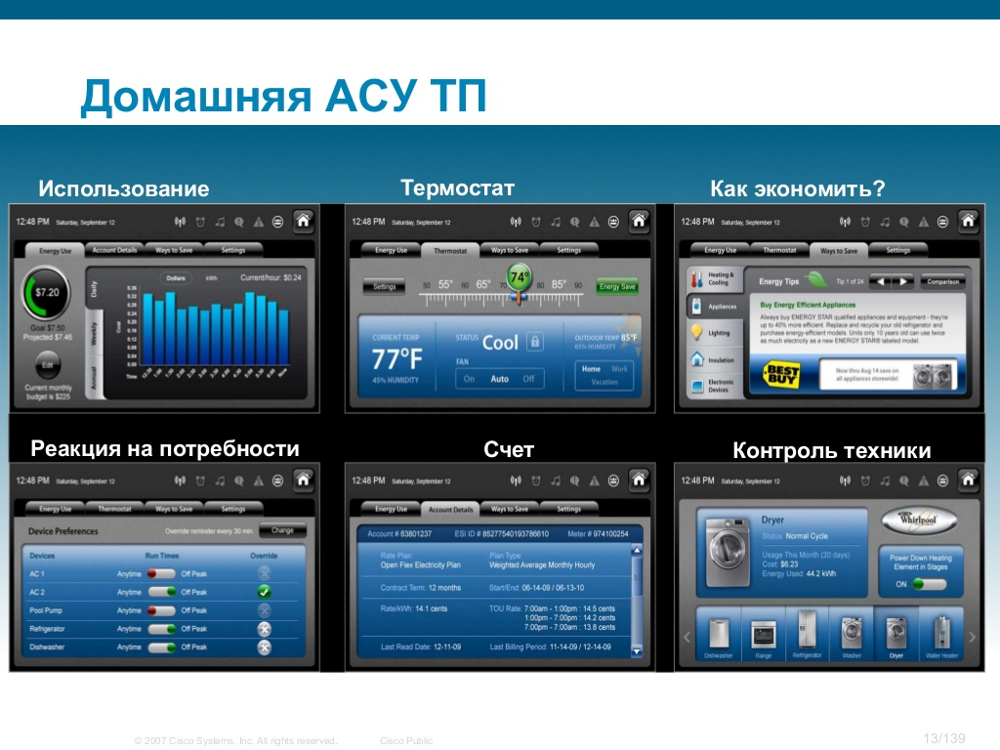 Домашняя АСУ ТП
Использование
Термостат
Как экономить?
12:48 PM Saturday, September 12
Energy Use Account Details Ways to Save Settings
$7.20
Goal $7.50
Projected $7.46
Edit
Current monthly
budget is $225
Daily
Weekly
Annual
Dollars kWh Current/hour: $0.24
Cost
Time
Now
12:48 PM Saturday, September 12
Energy Use Thermostat Ways to Save Settings
Settings
50 55° 60 65° 70 74° 80 85° 90
Energy Save
CURRENT TEMP
77°F
45% HUMIDITY
STATUS Cool
FAN
On Auto Off
OUTDOOR TEMP 85°F
65% HUMIDITY
Home Work
Vacation
12:48 PM Saturday, September 12
Energy Use Thermostat Ways to Save Settings
Heating &
Cooling
Appliances
Lighting
Insulation
Electronic
Devices
Energy Tips Tip 1 of 24 Comparison
Buy Energy Efficient Appliances
Always buy ENERGY STAR qualified appliances and equipment - they're
up to 40% more efficient. Replace and recycle your old refrigerator and
purchase energy-efficient models. Units only 10 years old can use twice
as much electricity as a new ENERGY STAR® labeled model.
BEST
BUY
Now thru Aug 14 save on
all appliances storewide!
Реакция на потребности
Счет
Контроль техники
12:48 PM Saturday, September 12
Energy Use Thermostat Ways to Save Settings
Device Preferences Override reminder every 30 min. Change
Devices Run Times Override
AC 1 Anytime Off Peak
AC 2 Anytime Off Peak
Pool Pump Anytime Off Peak
Refrigerator Anytime Off Peak
Dishwasher Anytime Off Peak
12:48 PM Saturday, September 12
Energy Use Account Details Ways to Save Settings
Account # 63801237 ESI ID # 85277540193786610 Meter # 974100254
Rate Plan:
Open Flex Electricity Plan
Plan Type:
Weighted Average Monthly Hourly
Contract Term: 12 months Start/End: 06-14-09 / 06-13-10
Rate/kWh: 14.1 cents TOU Rate: 7:00am - 1:00pm : 14.5 cents
1:00pm - 7:00pm : 14.2 cents
7:00pm - 7:00am : 13.8 cents
Last Read Date: 12-11-09 Last Billing Period: 11-14-09 / 12-14-09
12:48 PM Saturday, September 12
Dryer
Status: Normal Cycle
Usage This Month (20 days)
Cost: $6.23
Energy Used: 44.2 kWh
Whirlpool
Power Down Heating
Element in Stages
ON
Dishwasher Range Refrigerator Washer Dryer Water Heater
© 2007 Cisco Systems, Inc. All rights reserved. Cisco Public 13/139